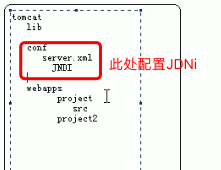 tomcat
lib
conf
server.xml
JNDI
此处配置JDNi
webapps
project
src
project2